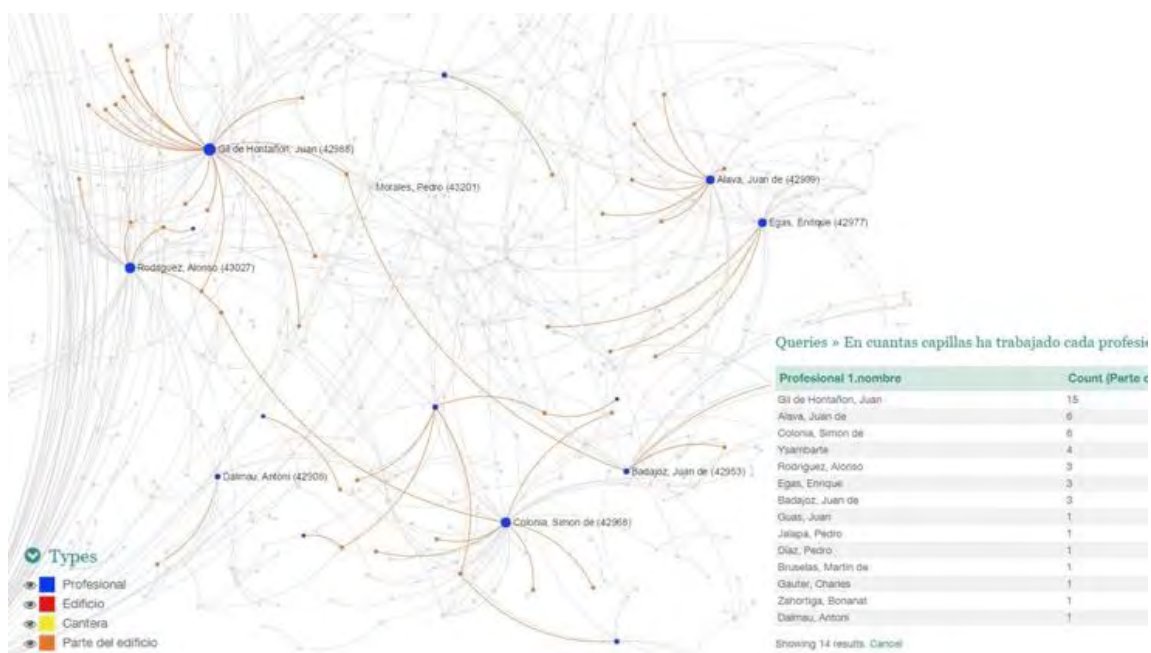 Gil de Hontañon, Juan (42988)
Morales, Pedro (43201)
Alava, Juan de (42909)
Egas, Enrique (42977)
Rodriguez, Alonso (43027)
Badajoz, Juan de (42953)
Dalmau, Antoni (42908)
Colonia, Simon de (42968)
Types
Profesional
Edificio
Cantera
Parte del edificio
Queries » En cuantas capillas ha trabajado cada profesi
Profesional 1.nombre Count (Parte
Gil de Hontañon, Juan 15
Alava, Juan de 6
Colonia, Simon de 6
Ysambarte 4
Rodriguez, Alonso 3
Egas, Enrique 3
Badajoz, Juan de 3
Guas, Juan 1
Jalapa, Pedro 1
Diaz, Pedro 1
Bruselas, Martin de 1
Gauter, Charles 1
Zahortiga, Bonanat 1
Dalmau, Antoni 1
Showing 14 results. Cancel